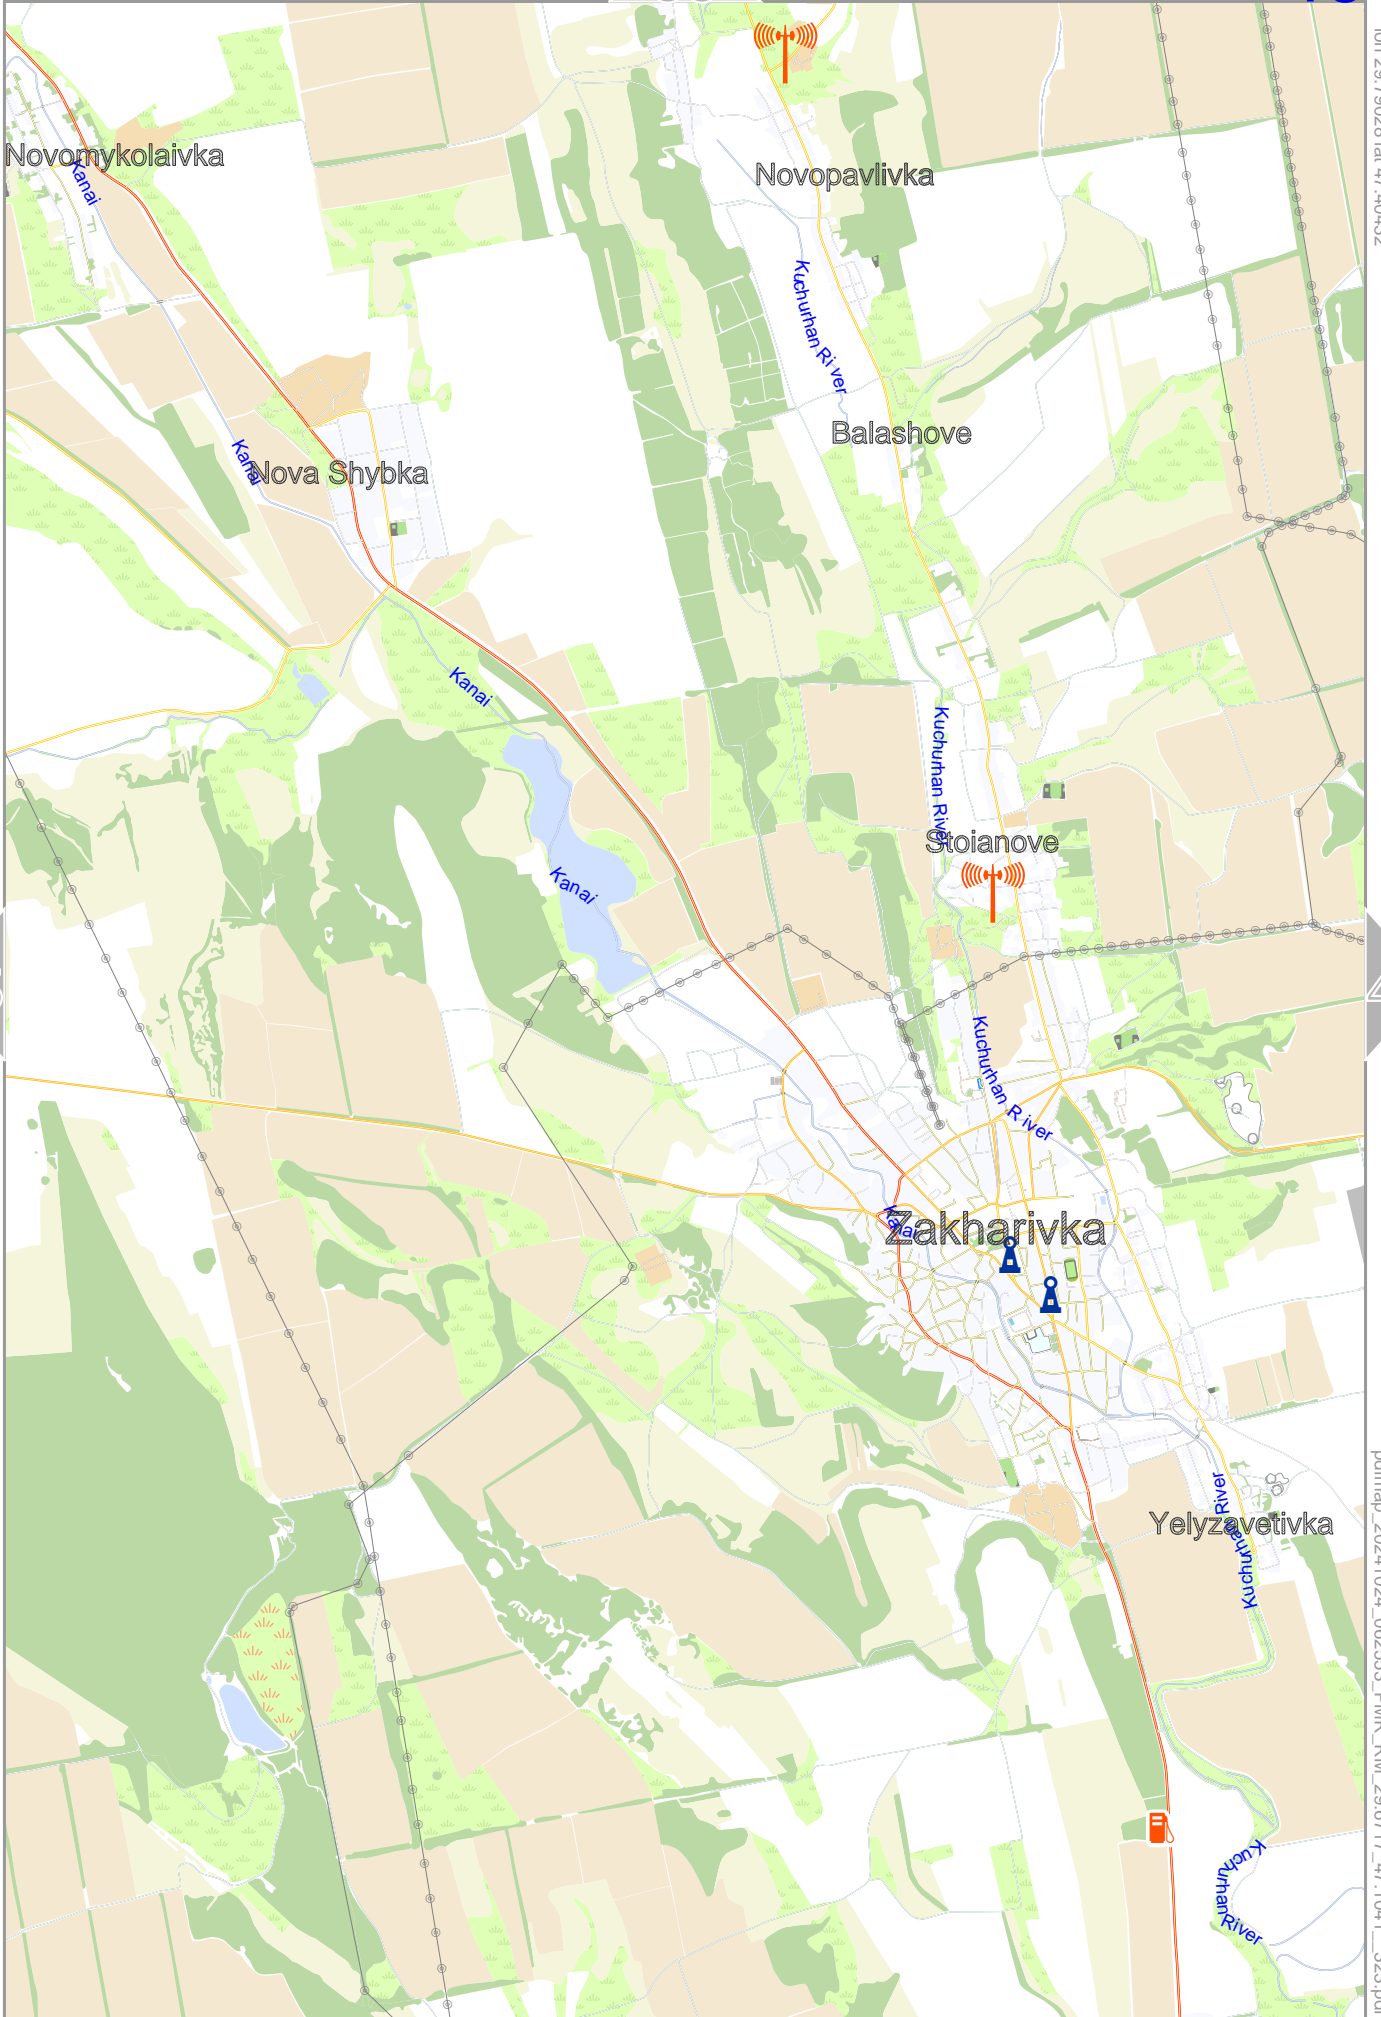 Novomykolaivka
Kanai
Novopavlivka
Kuchurhan River
Balashove
Kanai
Nova Shybka
Kanai
Kuchurhan River
Stoianove
Kanai
Kuchurhan River
Kanai
Zakharivka
Yelyzavetivka
Kuchurhan River
Kuchurhan River